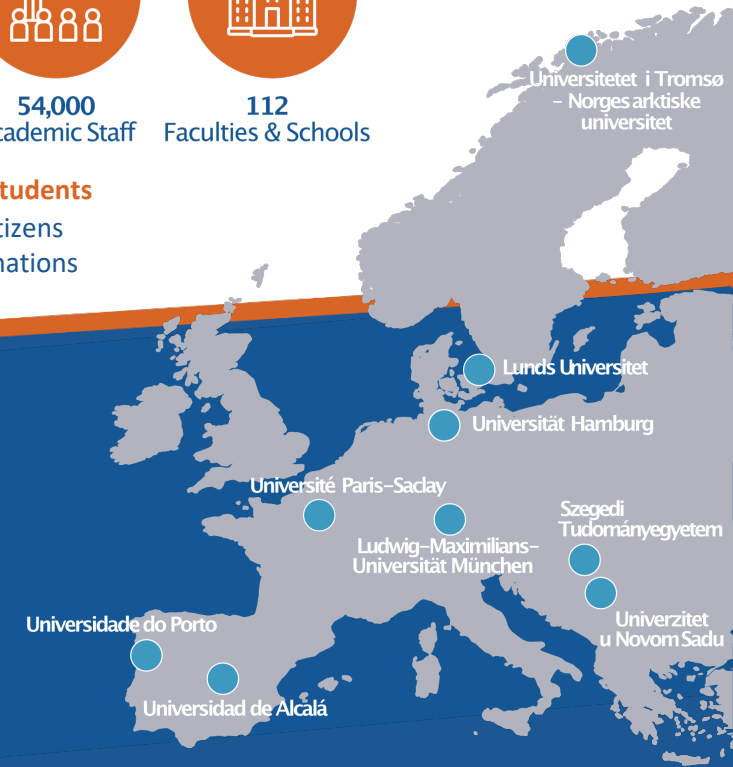 54,000
cademic Staff
112
Faculties & Schools
tudents
tizens
nations
Universitetet i Tromsø
– Norges arktiske
universitet
Lunds Universitet
Universität Hamburg
Université Paris–Saclay
Szegedi
Tudományegyetem
Ludwig–Maximilians–
Universität München
Univerzitet
u Novom Sadu
Universidade do Porto
Universidad de Alcalá